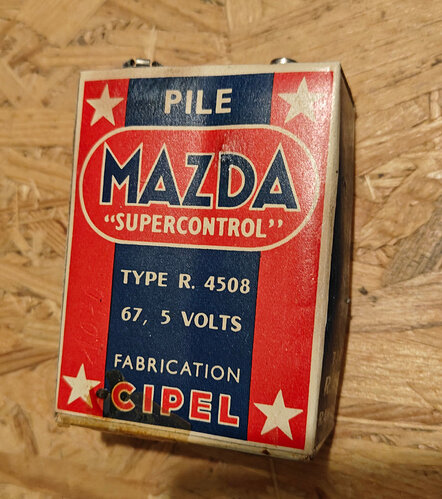 PILE
MAZDA
"SUPERCONTROL"
TYPE R. 4508
67, 5 VOLTS
FABRICATION
CIPEL